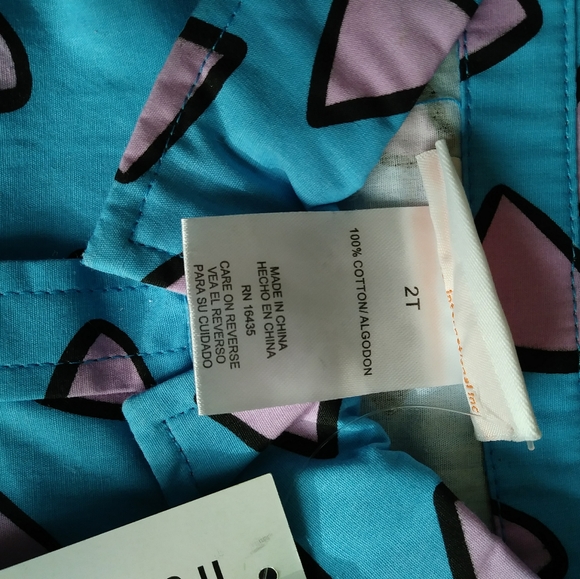 2T
100% COTTON/ALGODON
MADE IN CHINA
HECHO EN CHINA
RN 16435
CARE ON REVERSE
VEA EL REVERSO
PARA SU CUIDADO